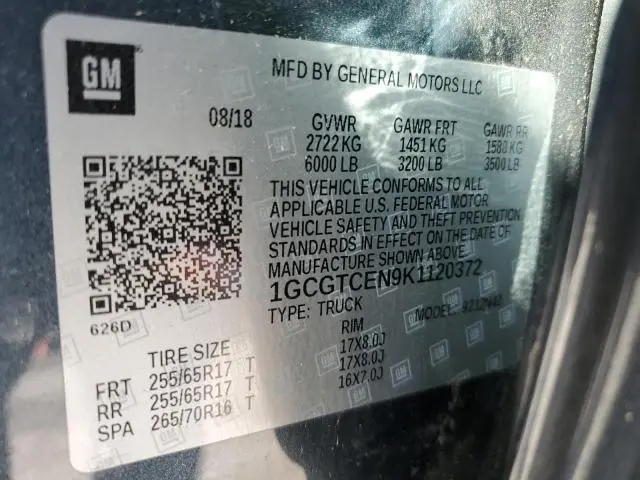 GM
MFD BY GENERAL MOTORS LLC
08/18 GVWR GAWR FRT GAWR RR
2722 KG 1451 KG 1588 KG
6000 LB 3200 LB 3500 LB
THIS VEHICLE CONFORMS TO ALL
APPLICABLE U.S. FEDERAL MOTOR
VEHICLE SAFETY AND THEFT PREVENTION
STANDARDS IN EFFECT ON THE DATE OF
MANUFACTURE SHOWN ABOVE.
1GCGTCEN9K1120372
626D TYPE: TRUCK MODEL:
TIRE SIZE RIM
FRT 255/65R17 T 17X8.0J
RR 255/65R17 T 17X8.0J
SPA 265/70R16 T 16X7.0J